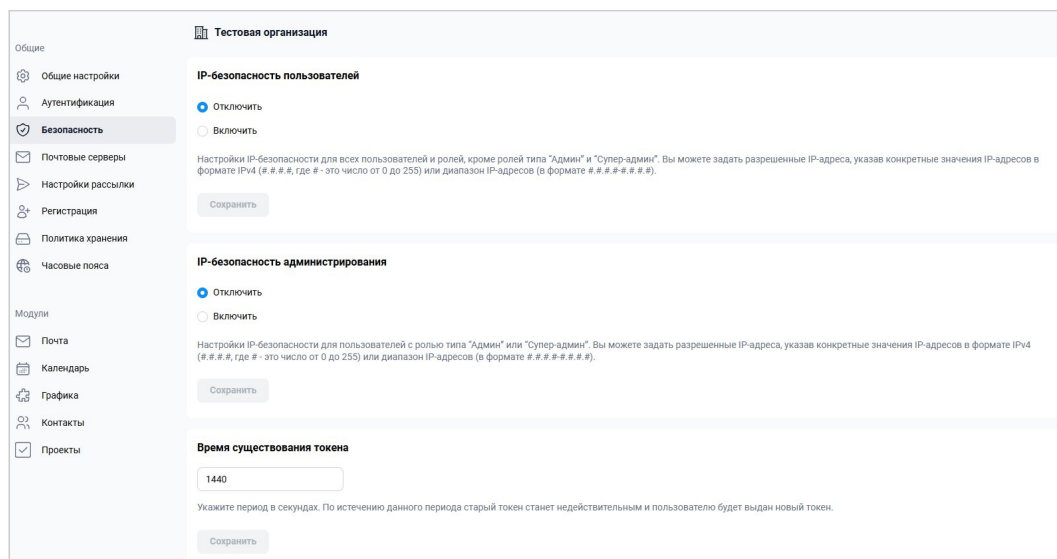 Тестовая организация
Общие
Общие настройки
Аутентификация
Безопасность
Почтовые серверы
Настройки рассылки
Регистрация
Политика хранения
Часовые пояса
Модули
Почта
Календарь
Графика
Контакты
Проекты
IP-безопасность пользователей
Отключить
Включить
Настройки IP-безопасности для всех пользователей и ролей, кроме ролей типа "Админ" и "Супер-админ". Вы можете задать разрешенные IP-адреса, указав конкретные значения IP-адресов в
формате IPv4 (#.#.#.#, где # - это число от 0 до 255) или диапазон IP-адресов (в формате #.#.#.#-#.#.#.#).
Сохранить
IP-безопасность администрирования
Отключить
Включить
Настройки IP-безопасности для пользователей с ролью типа "Админ" или "Супер-админ". Вы можете задать разрешенные IP-адреса, указав конкретные значения IP-адресов в формате IPv4
(#.#.#.#, где # - это число от 0 до 255) или диапазон IP-адресов (в формате #.#.#.#-#.#.#.#).
Сохранить
Время существования токена
1440
Укажите период в секундах. По истечению данного периода старый токен станет недействительным и пользователю будет выдан новый токен.
Сохранить